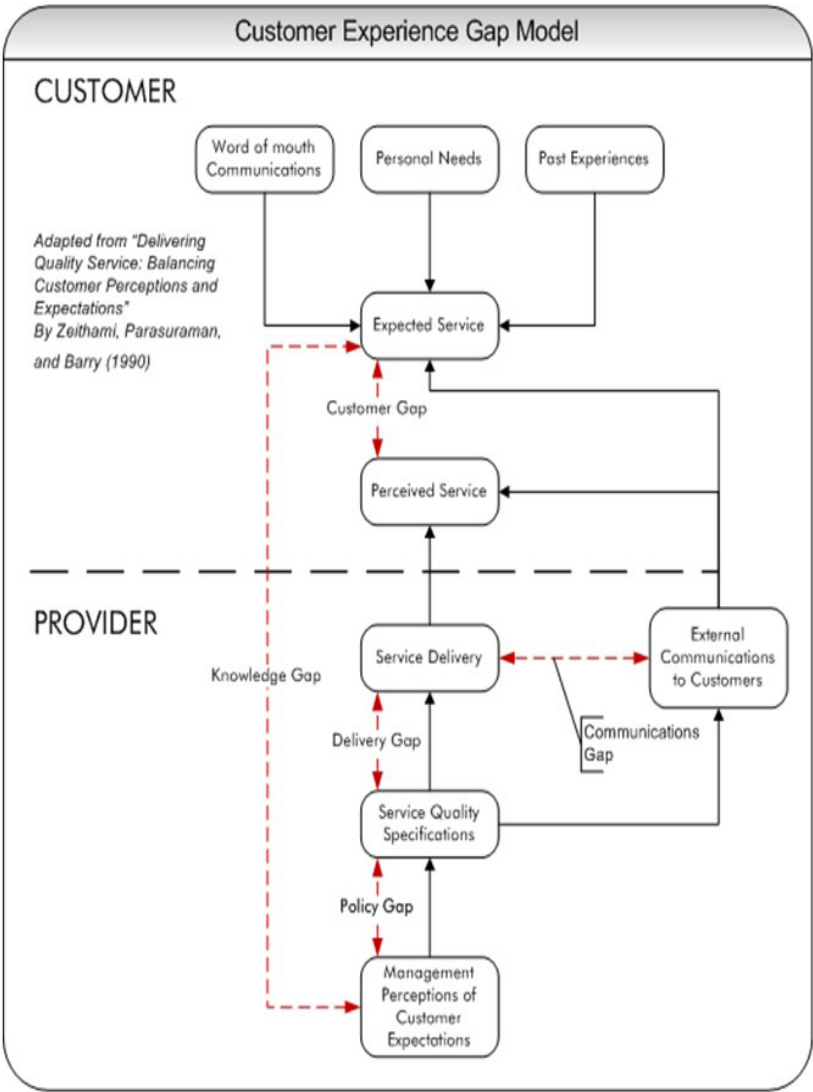 Customer Experience Gap Model
CUSTOMER
Word of mouth
Communications
Personal Needs
Past Experiences
Adapted from "Delivering
Quality Service: Balancing
Customer Perceptions and
Expectations"
By Zeithami, Parasuraman,
and Barry (1990)
Expected Service
Customer Gap
Perceived Service
PROVIDER
Service Delivery
External
Communications
to Customers
Knowledge Gap
Delivery Gap
Communications
Gap
Service Quality
Specifications
Policy Gap
Management
Perceptions of
Customer
Expectations